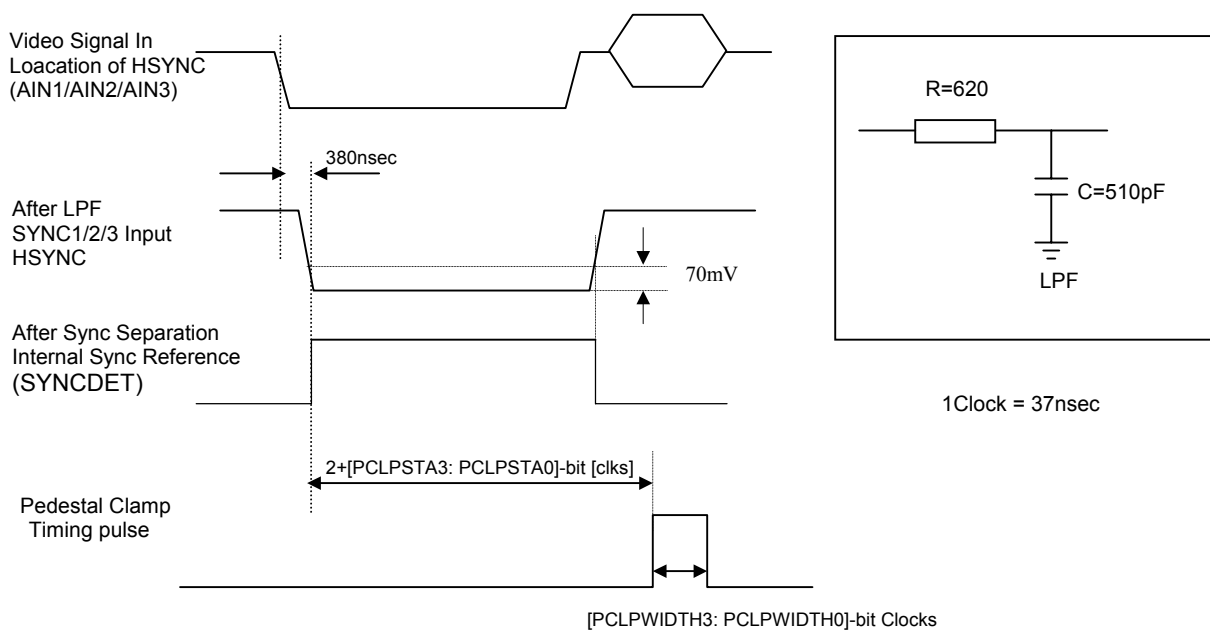 Video Signal In
Loacation of HSYNC
(AIN1/AIN2/AIN3)
380nsec
After LPF
SYNC1/2/3 Input
HSYNC
70mV
After Sync Separation
Internal Sync Reference
(SYNCDET)
2+[PCLPSTA3: PCLPSTA0]-bit [clks]
Pedestal Clamp
Timing pulse
[PCLPWIDTH3: PCLPWIDTH0]-bit Clocks
R=620
C=510pF
LPF
1Clock = 37nsec